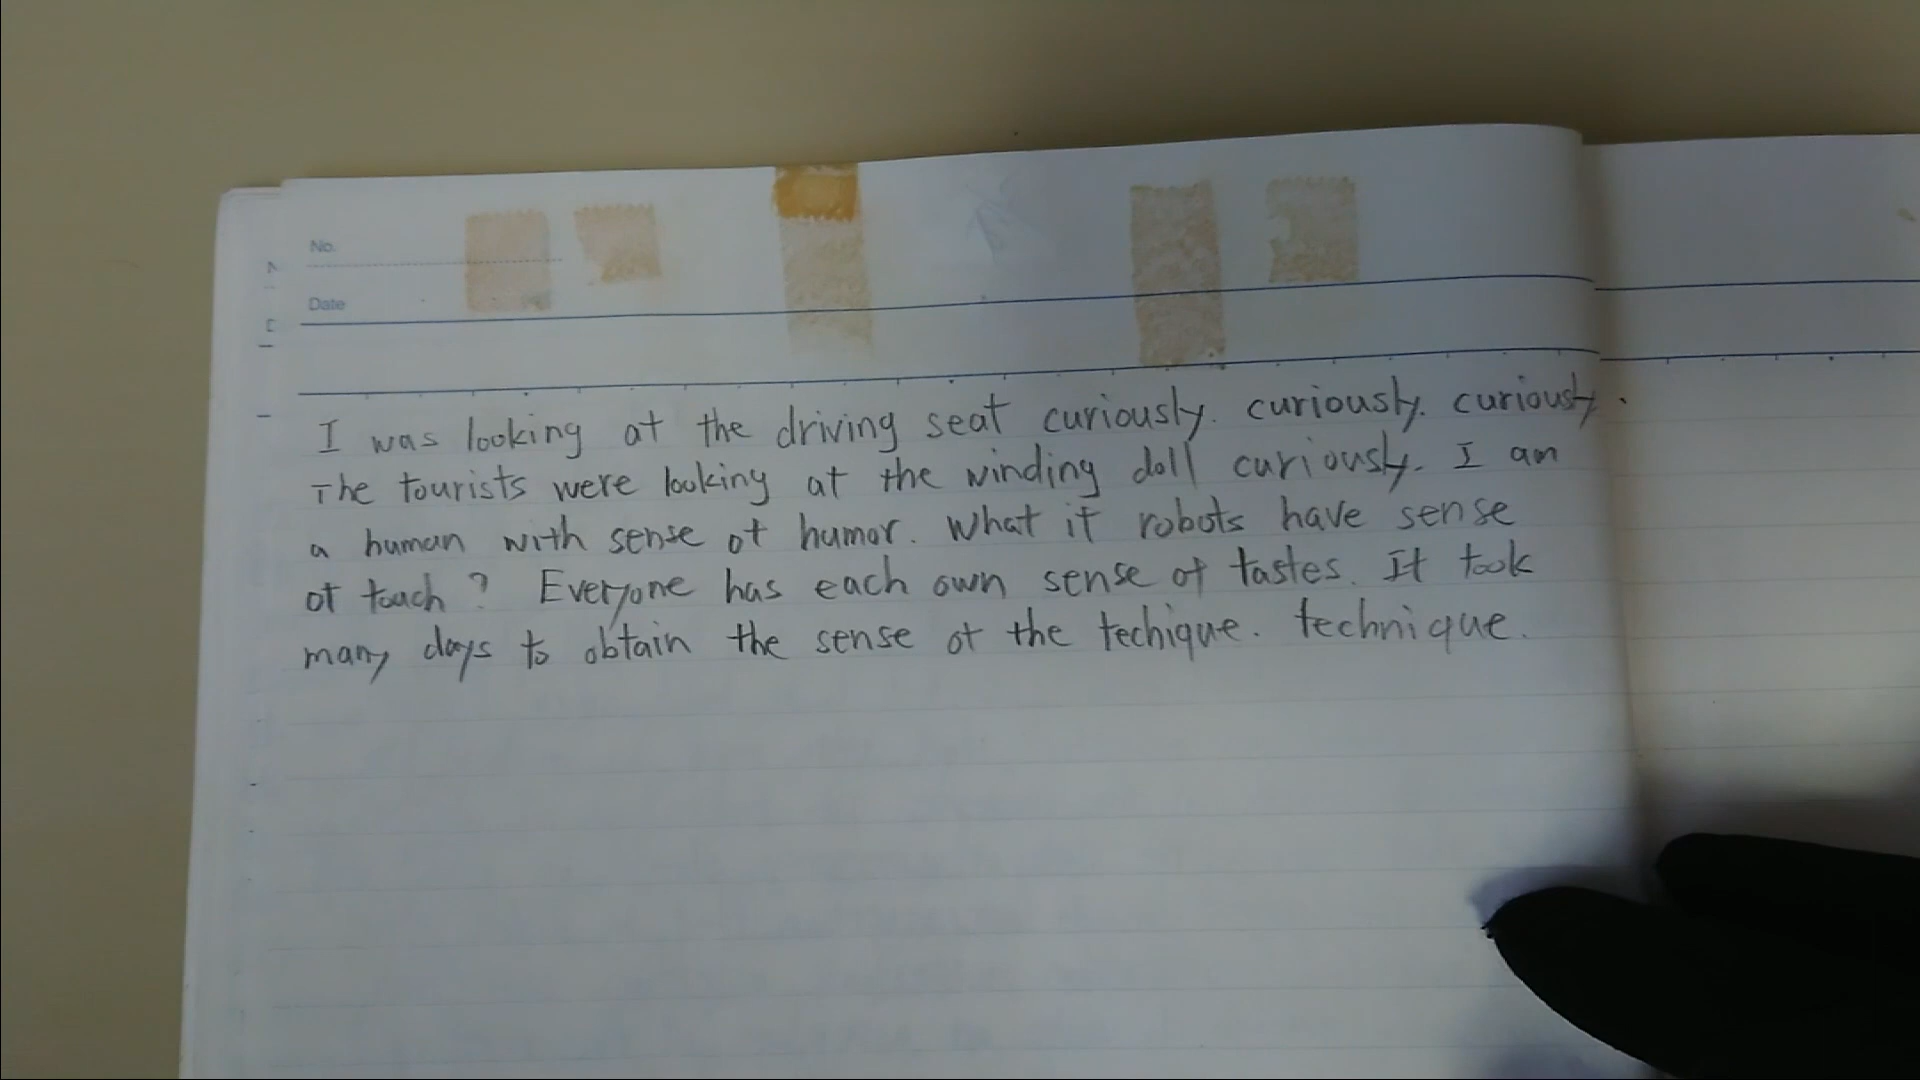 No.
Date
I was looking at the driving seat curiously. curiously. curiously.
The tourists were looking at the winding doll curiously. I am
a human with sense of humor. What if robots have sense
of touch? Everyone has each own sense of tastes. It took
many days to obtain the sense of the techique. technique.